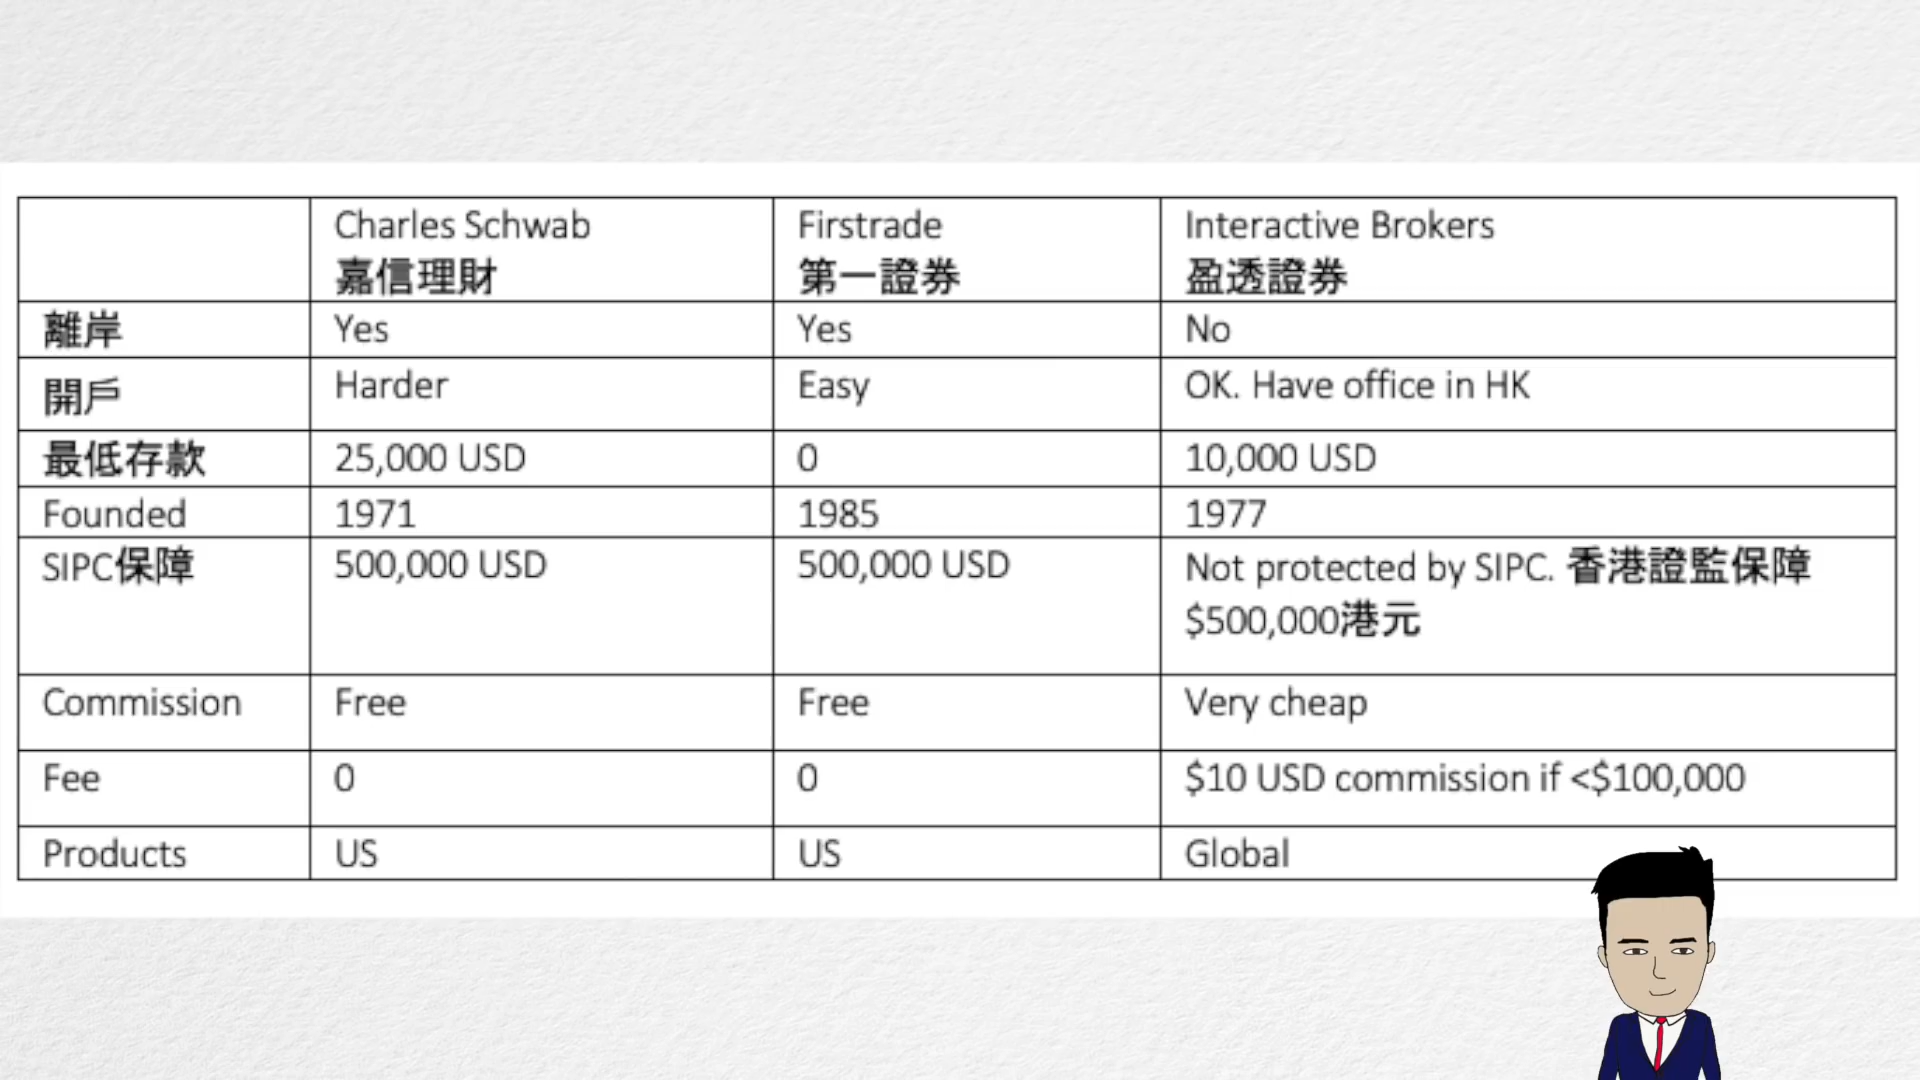 Charles Schwab
嘉信理財
Firstrade
第一證券
Interactive Brokers
盈透證券
離岸
Yes
Yes
No
開戶
Harder
Easy
OK. Have office in HK
最低存款
25,000 USD
0
10,000 USD
Founded
1971
1985
1977
SIPC保障
500,000 USD
500,000 USD
Not protected by SIPC. 香港證監保障
$500,000港元
Commission
Free
Free
Very cheap
Fee
0
0
$10 USD commission if <$100,000
Products
US
US
Global